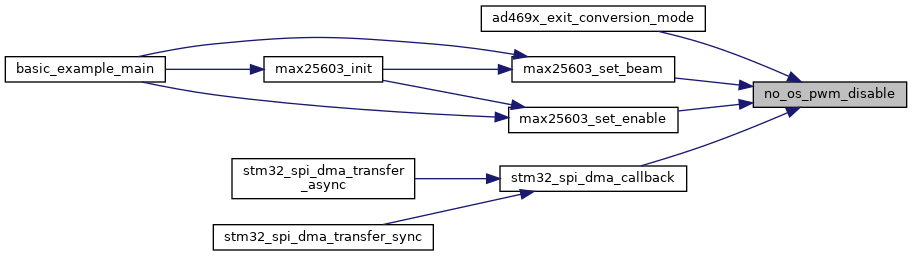 ad469x_exit_conversion_mode
basic_example_main
max25603_init
max25603_set_beam
no_os_pwm_disable
max25603_set_enable
stm32_spi_dma_transfer
_async
stm32_spi_dma_callback
stm32_spi_dma_transfer_sync